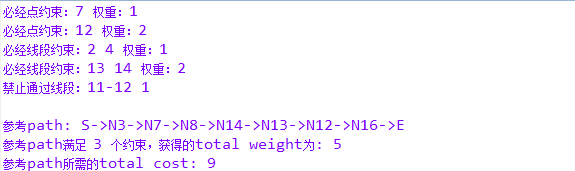 必经点约束：7 权重：1
必经点约束：12 权重：2
必经线段约束：2 4 权重：1
必经线段约束：13 14 权重：2
禁止通过线段：11-12 1
参考path: S->N3->N7->N8->N14->N13->N12->N16->E
参考path满足 3 个约束，获得的total weight为: 5
参考path所需的total cost: 9